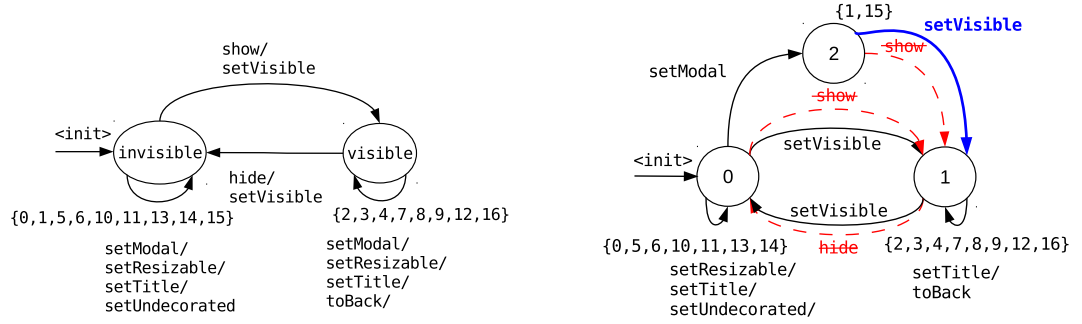 show/
setVisible
<init>
invisible
visible
hide/
setVisible
{0,1,5,6,10,11,13,14,15}
{2,3,4,7,8,9,12,16}
setModal/
setResizable/
setTitle/
setUndecorated
setModal/
setResizable/
setTitle/
toBack/
{1,15}
setVisible
2
show
setModal
show
setVisible
<init>
0
1
setVisible
hide
{0,5,6,10,11,13,14}
{2,3,4,7,8,9,12,16}
setResizable/
setTitle/
setUndecorated/
setTitle/
toBack